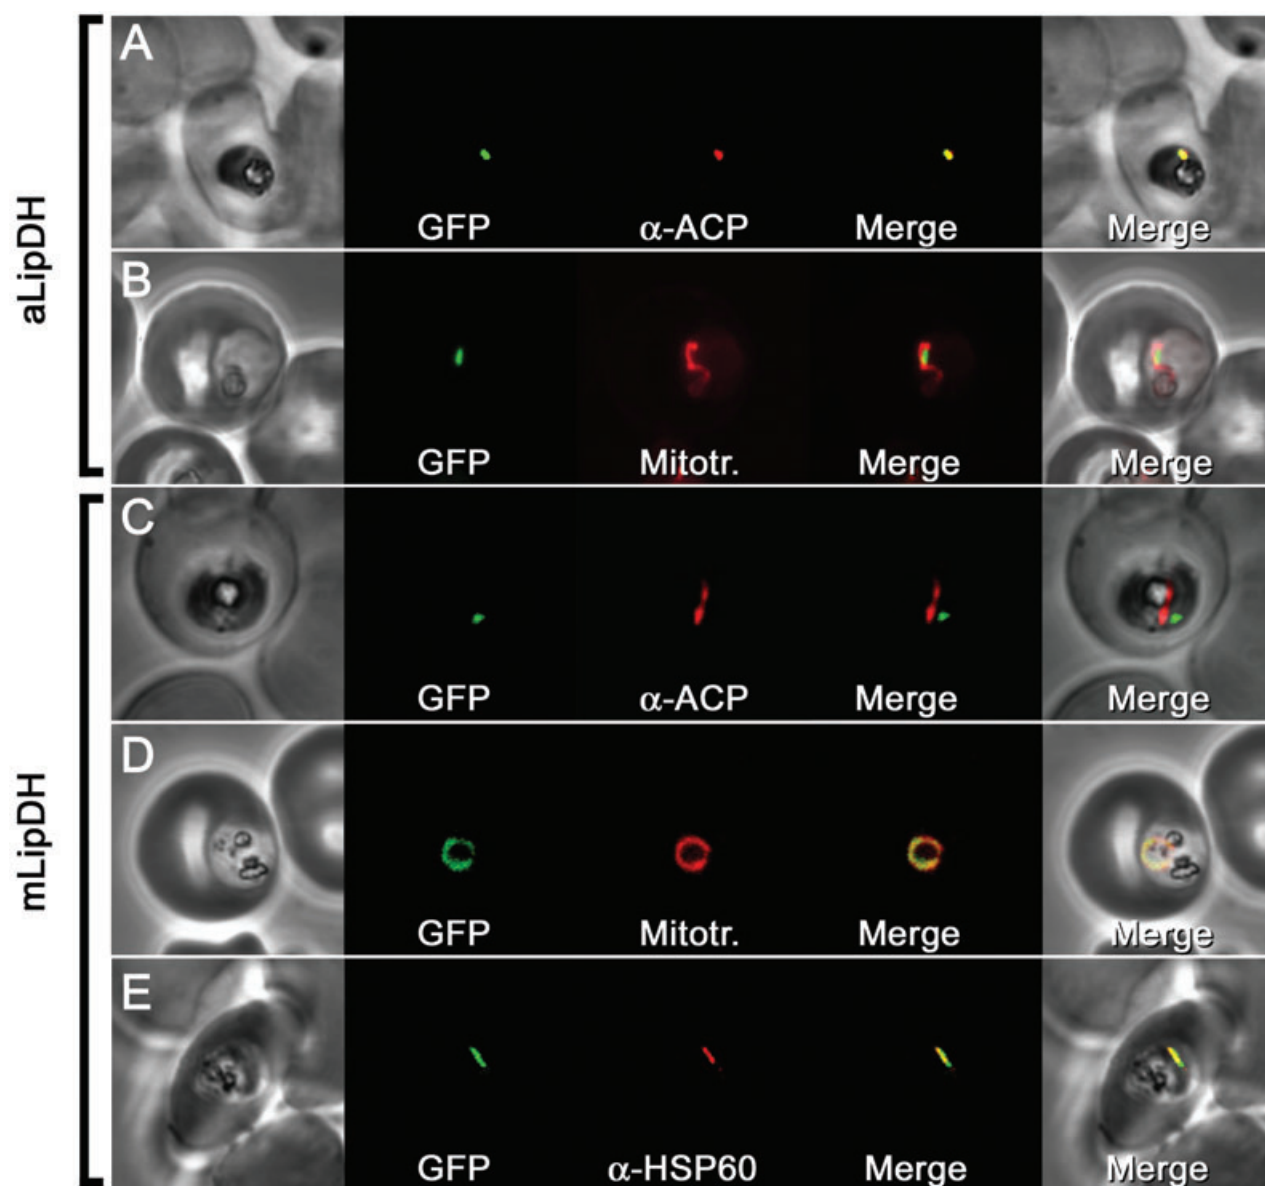 aLipDH
A
GFP
α-ACP
Merge
Merge
B
GFP
Mitotr.
Merge
Merge
mLipDH
C
GFP
α-ACP
Merge
Merge
D
GFP
Mitotr.
Merge
Merge
E
GFP
α-HSP60
Merge
Merge